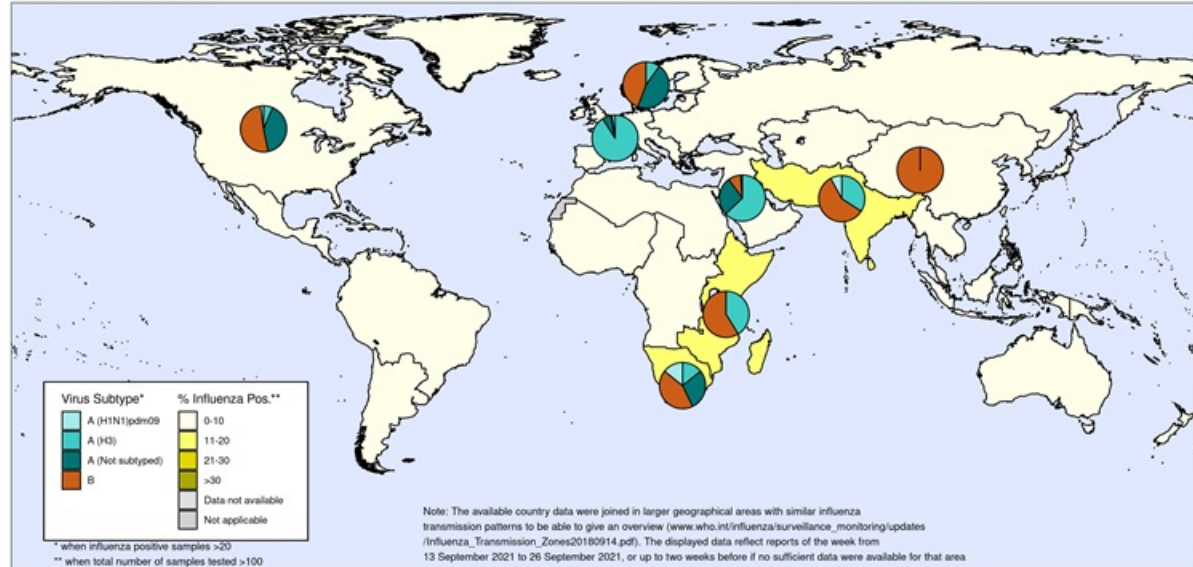 Virus Subtype*
A (H1N1)pdm09
A (H3)
A (Not subtyped)
B
% Influenza Pos.**
0-10
11-20
21-30
>30
Data not available
Not applicable
* when influenza positive samples >20
** when total number of samples tested >100
Note: The available country data were joined in larger geographical areas with similar influenza
transmission patterns to be able to give an overview (www.who.int/influenza/surveillance_monitoring/updates
/Influenza_Transmission_Zones20180914.pdf). The displayed data reflect reports of the week from
13 September 2021 to 26 September 2021, or up to two weeks before if no sufficient data were available for that area